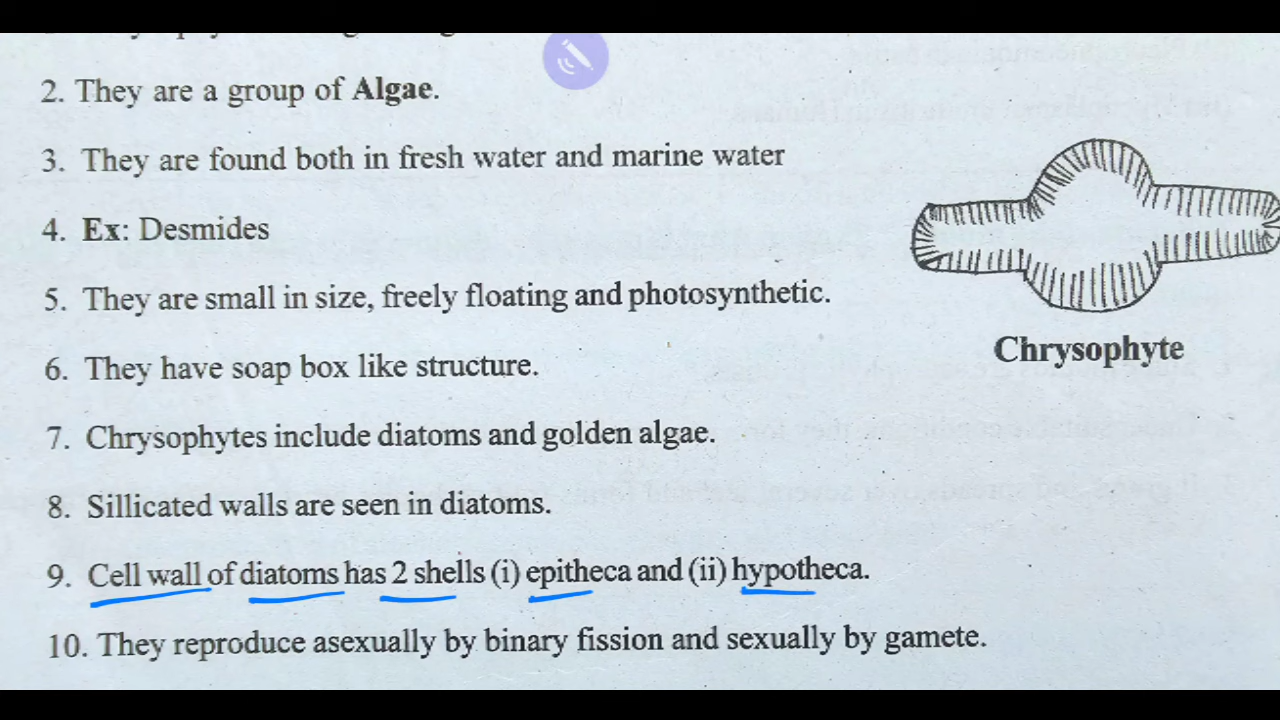 2. They are a group of Algae.
3. They are found both in fresh water and marine water
4. Ex: Desmides
5. They are small in size, freely floating and photosynthetic.
6. They have soap box like structure.
7. Chrysophytes include diatoms and golden algae.
8. Sillicated walls are seen in diatoms.
9. Cell wall of diatoms has 2 shells (i) epitheca and (ii) hypotheca.
10. They reproduce asexually by binary fission and sexually by gamete.
Chrysophyte